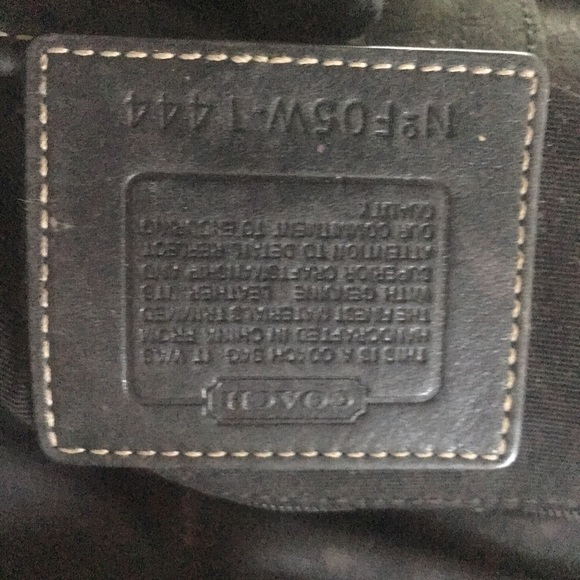 COACH
THIS IS A COACH BAG. IT WAS
HANDCRAFTED IN CHINA FROM
THE FINEST MATERIALS TRIMMED
WITH GENUINE LEATHER. ITS
SUPERIOR CRAFTSMANSHIP AND
ATTENTION TO DETAIL REFLECT
OUR COMMITMENT TO ENDURING
QUALITY.
NºF05W-1444